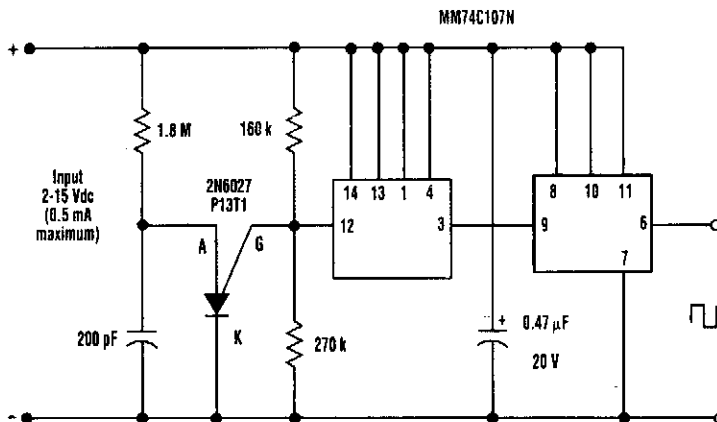 MM74C107N
+
1.8 M
160 k
Input
2-15 Vdc
(0.5 mA
maximum)
2N6027
P13T1
14 13 1 4
8 10 11
A
G
12
3
9
6
7
K
200 pF
270 k
+
0.47 µF
20 V
-